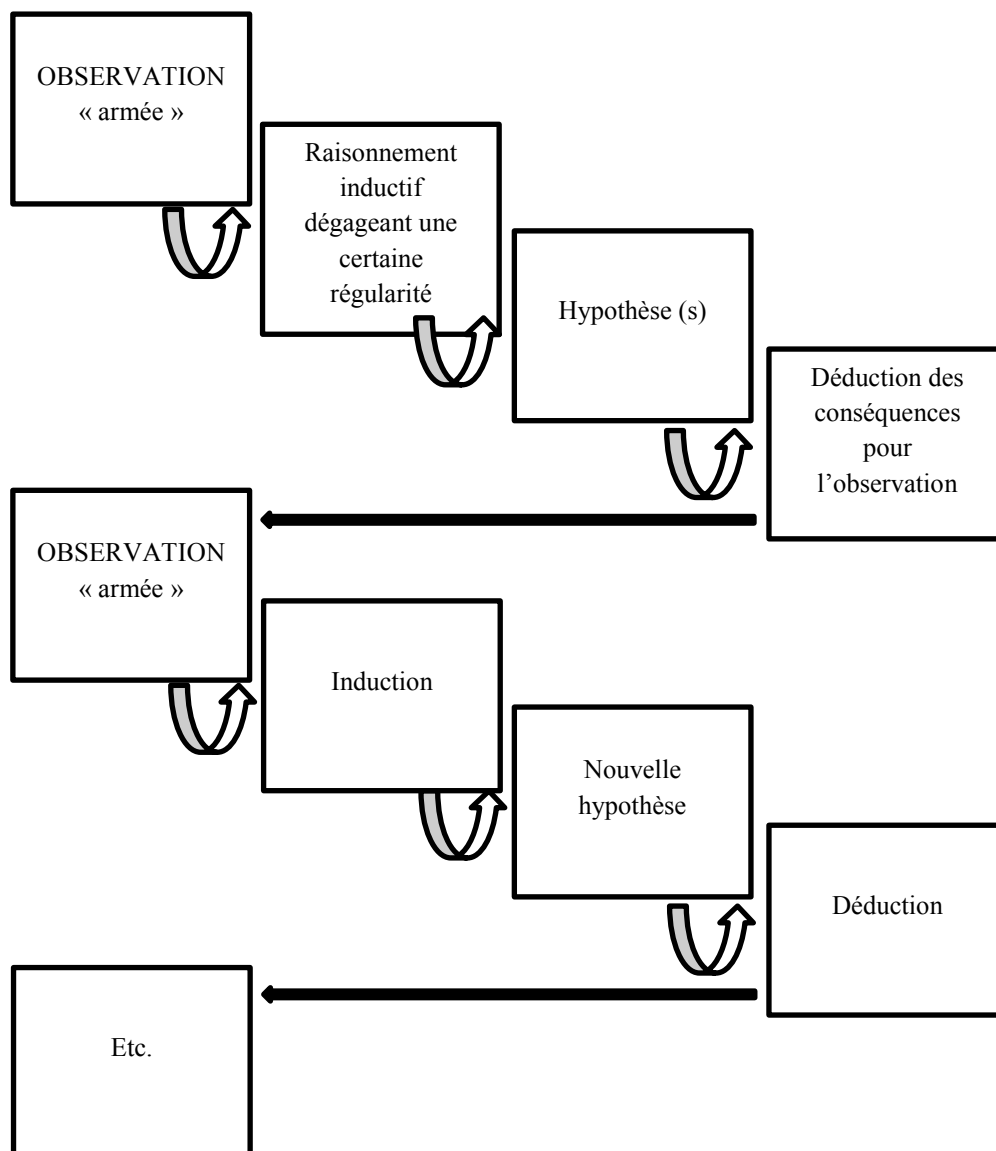 OBSERVATION
« armée »
Raisonnement
inductif
dégageant une
certaine
régularité
Hypothèse (s)
Déduction des
conséquences
pour
l’observation
OBSERVATION
« armée »
Induction
Nouvelle
hypothèse
Déduction
Etc.